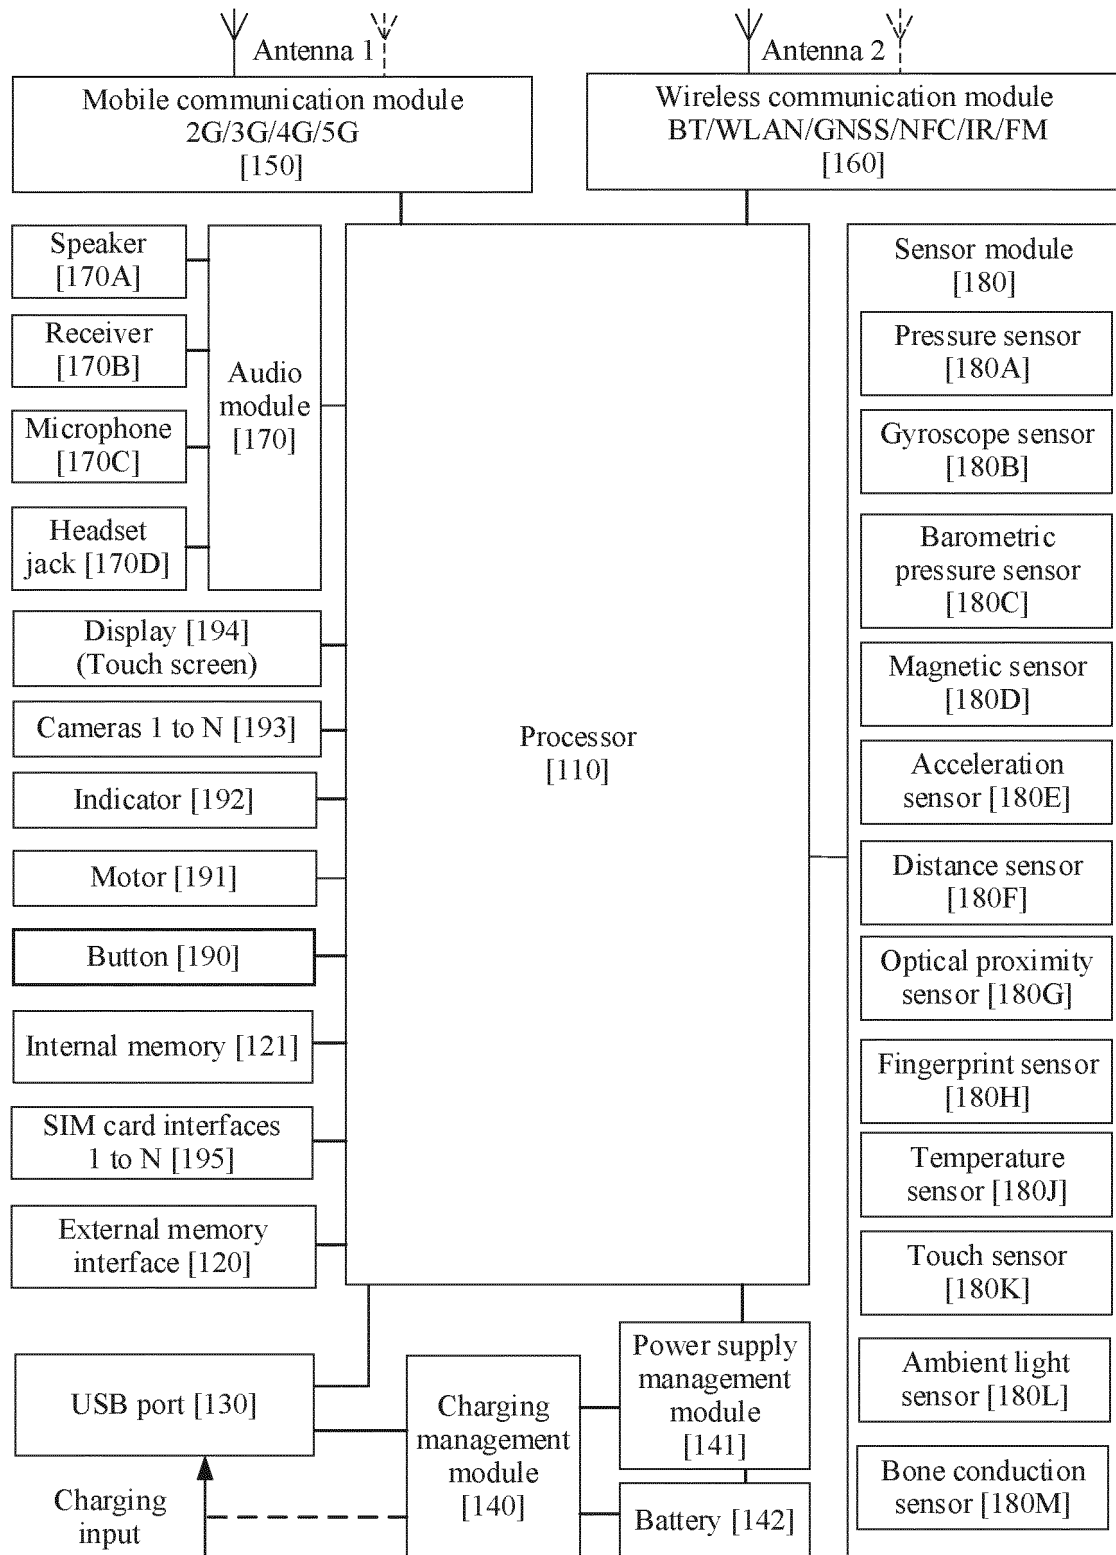 Antenna 1
Antenna 2
Mobile communication module
2G/3G/4G/5G
[150]
Wireless communication module
BT/WLAN/GNSS/NFC/IR/FM
[160]
Speaker
[170A]
Receiver
[170B]
Microphone
[170C]
Headset
jack [170D]
Audio
module
[170]
Display [194]
(Touch screen)
Cameras 1 to N [193]
Indicator [192]
Motor [191]
Button [190]
Internal memory [121]
SIM card interfaces
1 to N [195]
External memory
interface [120]
Processor
[110]
Sensor module
[180]
Pressure sensor
[180A]
Gyroscope sensor
[180B]
Barometric
pressure sensor
[180C]
Magnetic sensor
[180D]
Acceleration
sensor [180E]
Distance sensor
[180F]
Optical proximity
sensor [180G]
Fingerprint sensor
[180H]
Temperature
sensor [180J]
Touch sensor
[180K]
Ambient light
sensor [180L]
Bone conduction
sensor [180M]
USB port [130]
Charging
input
Charging
management
module
[140]
Power supply
management
module
[141]
Battery [142]